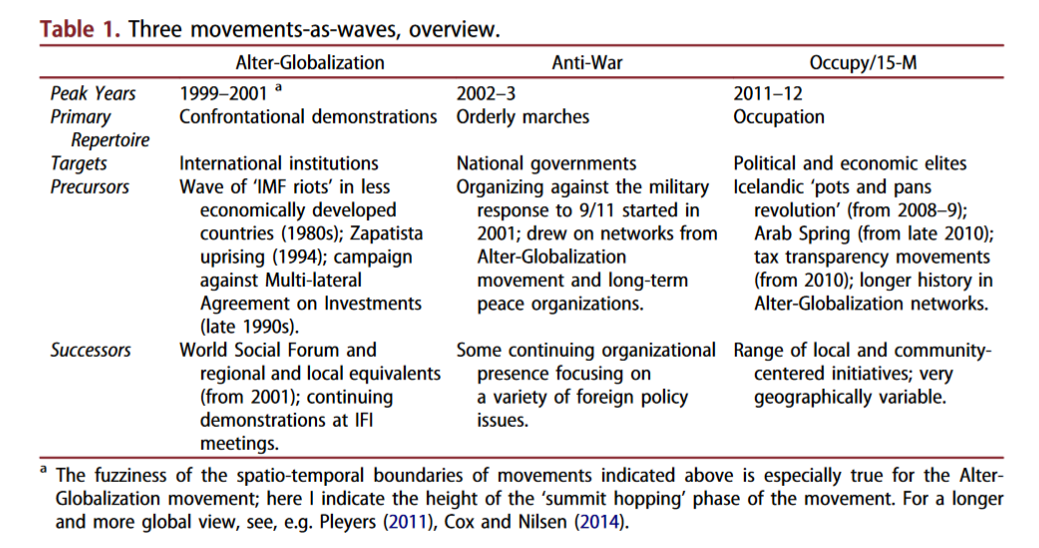 Table 1. Three movements-as-waves, overview.
Alter-Globalization Anti-War Occupy/15-M
Peak Years 1999–2001 a 2002–3 2011–12
Primary Confrontational demonstrations Orderly marches Occupation
Repertoire
Targets International institutions National governments Political and economic elites
Precursors Wave of ‘IMF riots’ in less Organizing against the military Icelandic ‘pots and pans
economically developed response to 9/11 started in revolution’ (from 2008–9);
countries (1980s); Zapatista 2001; drew on networks from Arab Spring (from late 2010);
uprising (1994); campaign Alter-Globalization tax transparency movements
against Multi-lateral movement and long-term (from 2010); longer history in
Agreement on Investments peace organizations. Alter-Globalization networks.
(late 1990s).
Successors World Social Forum and Some continuing organizational Range of local and community-
regional and local equivalents presence focusing on centered initiatives; very
(from 2001); continuing a variety of foreign policy geographically variable.
demonstrations at IFI issues.
meetings.
a The fuzziness of the spatio-temporal boundaries of movements indicated above is especially true for the Alter-
Globalization movement; here I indicate the height of the ‘summit hopping’ phase of the movement. For a longer
and more global view, see, e.g. Pleyers (2011), Cox and Nilsen (2014).